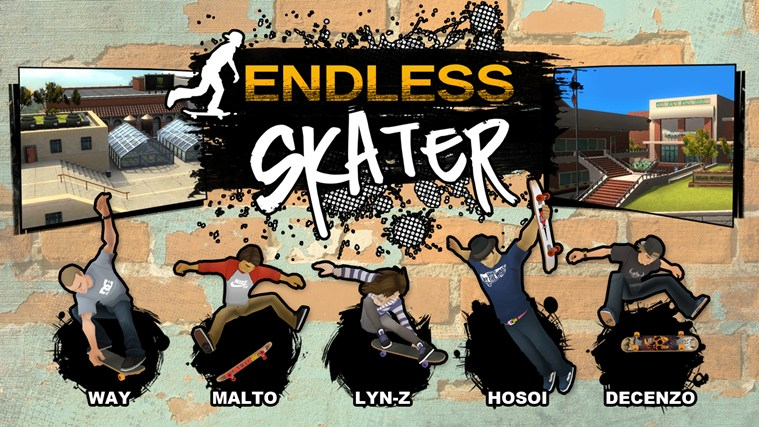 ENDLESS
SKATER
WAY
MALTO
LYN-Z
HOSOI
DECENZO